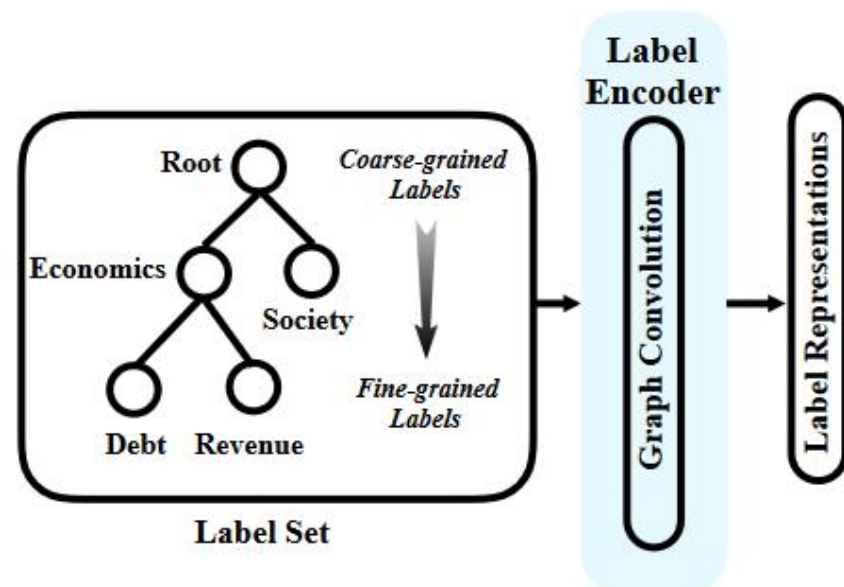 Label
Encoder
Root
Coarse-grained
Labels
Economics
Society
Fine-grained
Labels
Debt
Revenue
Label Set
Graph Convolution
Label Representations